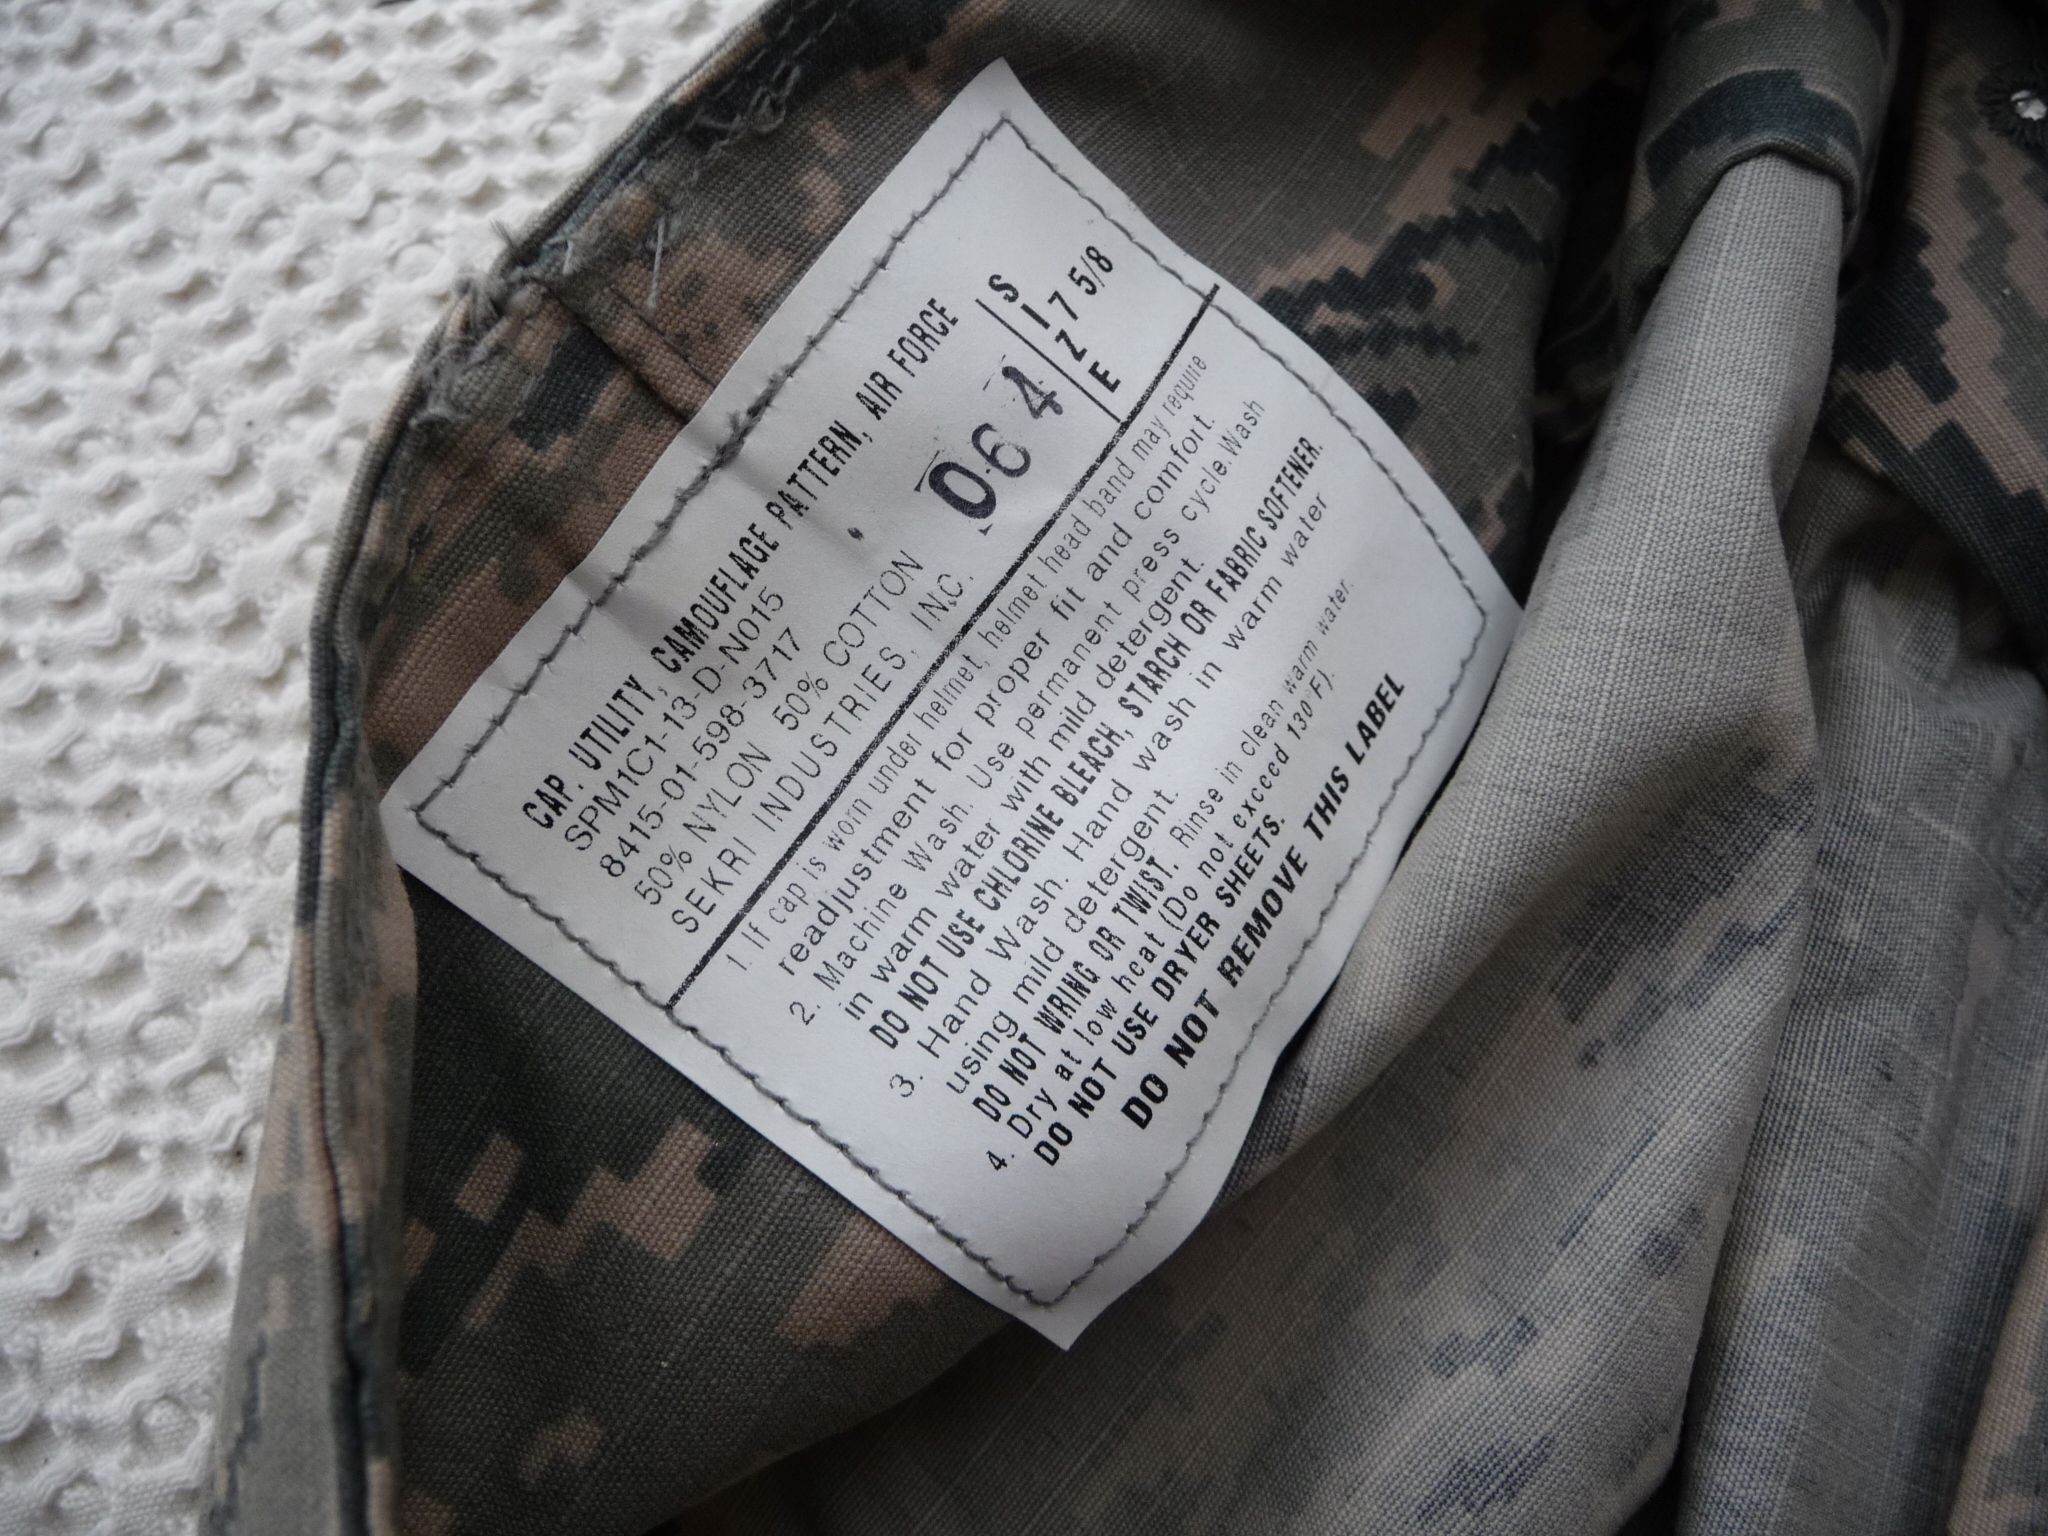 CAP. UTILITY, CAMOUFLAGE PATTERN, AIR FORCE
SPM1C1-13-D-N015
8415-01-598-3717
50% NYLON 50% COTTON
SEKRI INDUSTRIES, INC.
064
SIZE
7 5/8
1. If cap is worn under helmet, helmet head band may require
readjustment for proper fit and comfort.
2. Machine Wash. Use permanent press cycle. Wash
in warm water with mild detergent.
DO NOT USE CHLORINE BLEACH, STARCH OR FABRIC SOFTENER.
3. Hand Wash. Hand wash in warm water
using mild detergent.
DO NOT WRING OR TWIST. Rinse in clean warm water.
4. Dry at low heat (Do not exceed 130°F).
DO NOT USE DRYER SHEETS.
DO NOT REMOVE THIS LABEL